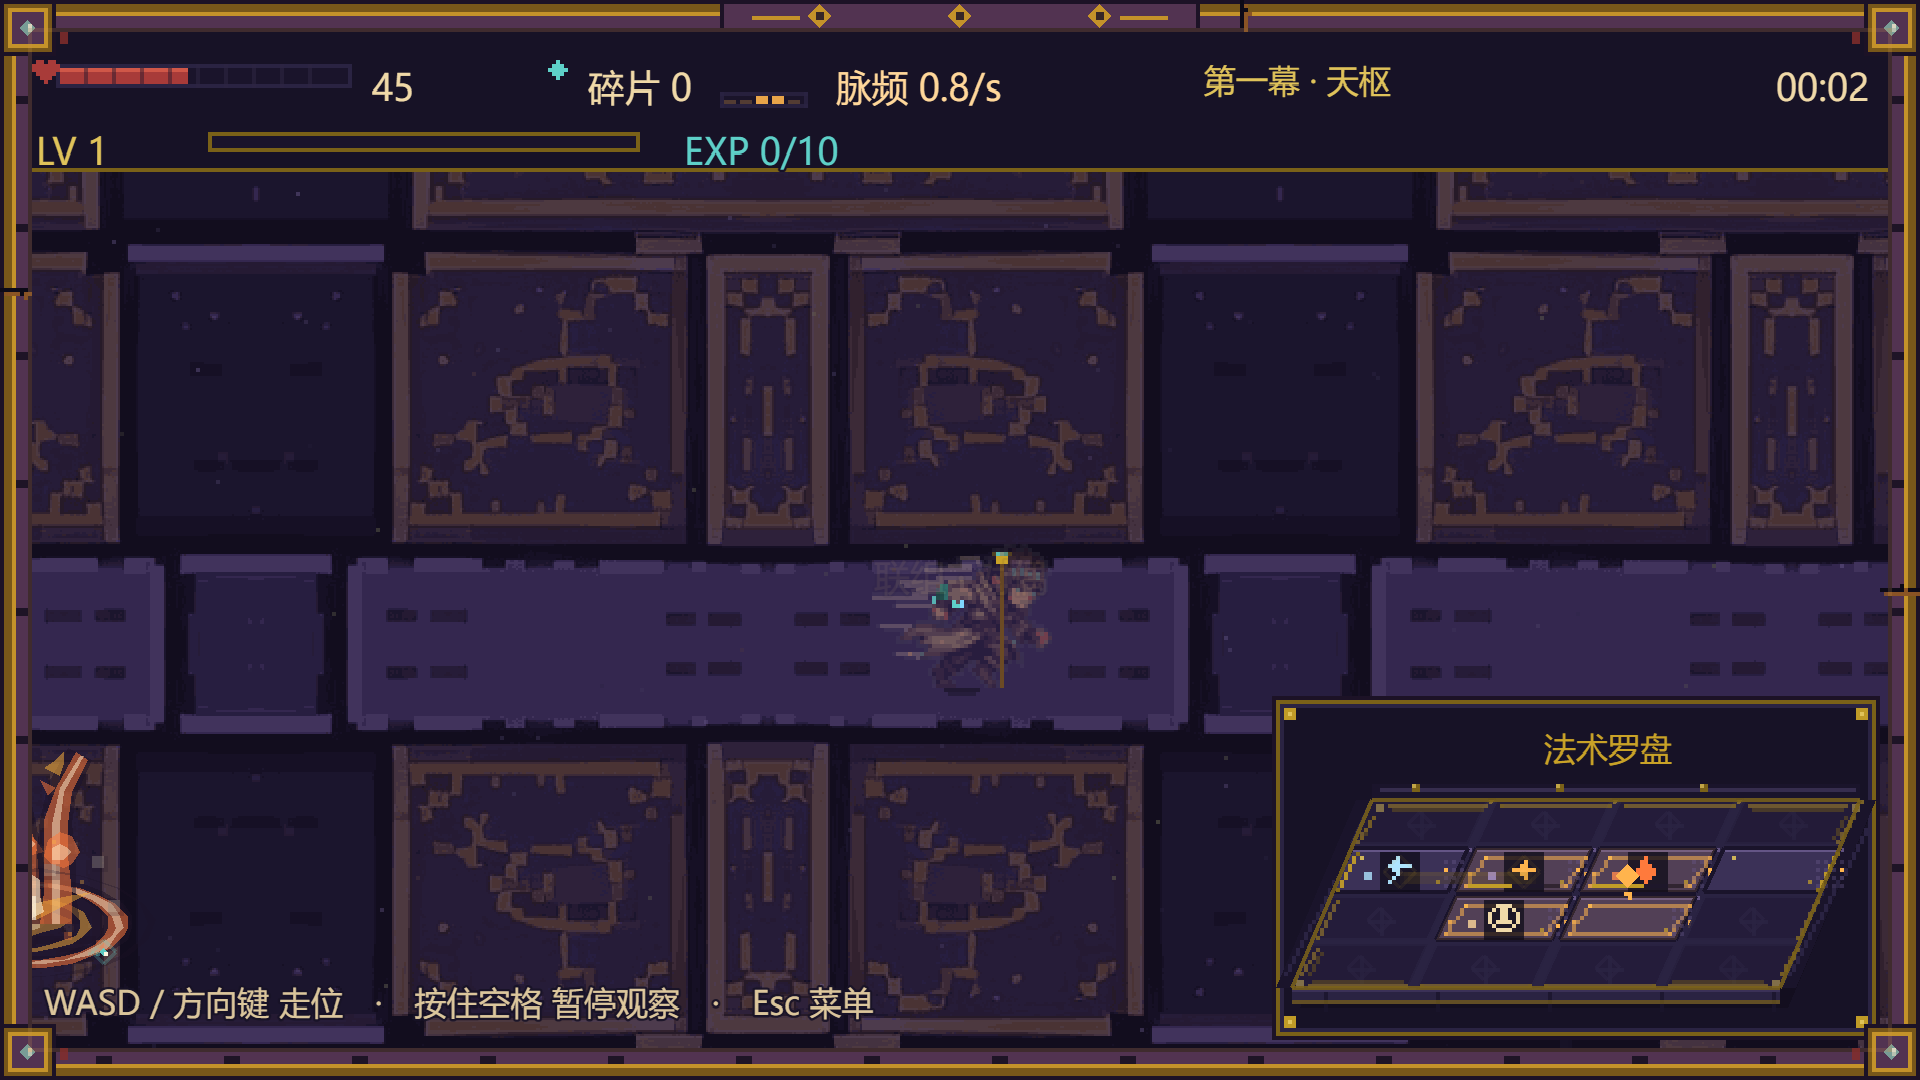 45
碎片 0
脉频 0.8/s
第一幕 · 天枢
00:02
LV 1
EXP 0/10
法术罗盘
WASD / 方向键 走位 · 按住空格 暂停观察 · Esc 菜单